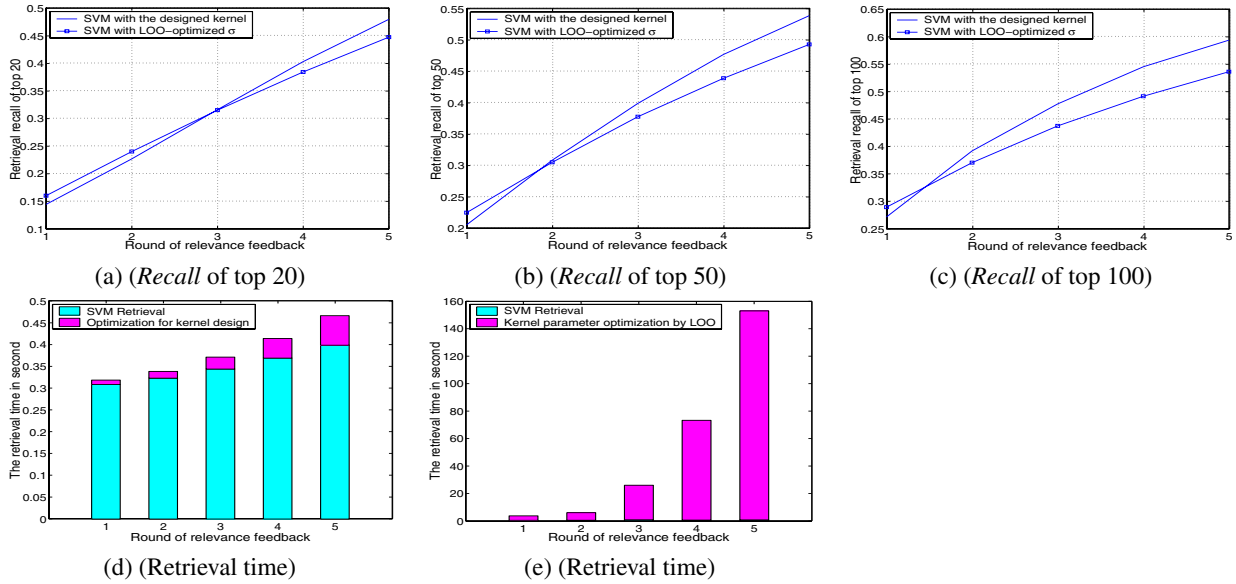 SVM with the designed kernel
SVM with LOO-optimized σ
Retrieval recall of top 20
0.5
0.45
0.4
0.35
0.3
0.25
0.2
0.15
0.1
1 2 3 4 5
Round of relevance feedback
(a) (Recall of top 20)
SVM with the designed kernel
SVM with LOO-optimized σ
Retrieval recall of top 50
0.55
0.5
0.45
0.4
0.35
0.3
0.25
0.2
1 2 3 4 5
Round of relevance feedback
(b) (Recall of top 50)
SVM with the designed kernel
SVM with LOO-optimized σ
Retrieval recall of top 100
0.65
0.6
0.55
0.5
0.45
0.4
0.35
0.3
0.25
1 2 3 4 5
Round of relevance feedback
(c) (Recall of top 100)
SVM Retrieval
Optimization for kernel design
The retrieval time in second
0.5
0.45
0.4
0.35
0.3
0.25
0.2
0.15
0.1
0.05
0
1 2 3 4 5
Round of relevance feedback
(d) (Retrieval time)
SVM Retrieval
Kernel parameter optimization by LOO
The retrieval time in second
160
140
120
100
80
60
40
20
0
1 2 3 4 5
Round of relevance feedback
(e) (Retrieval time)